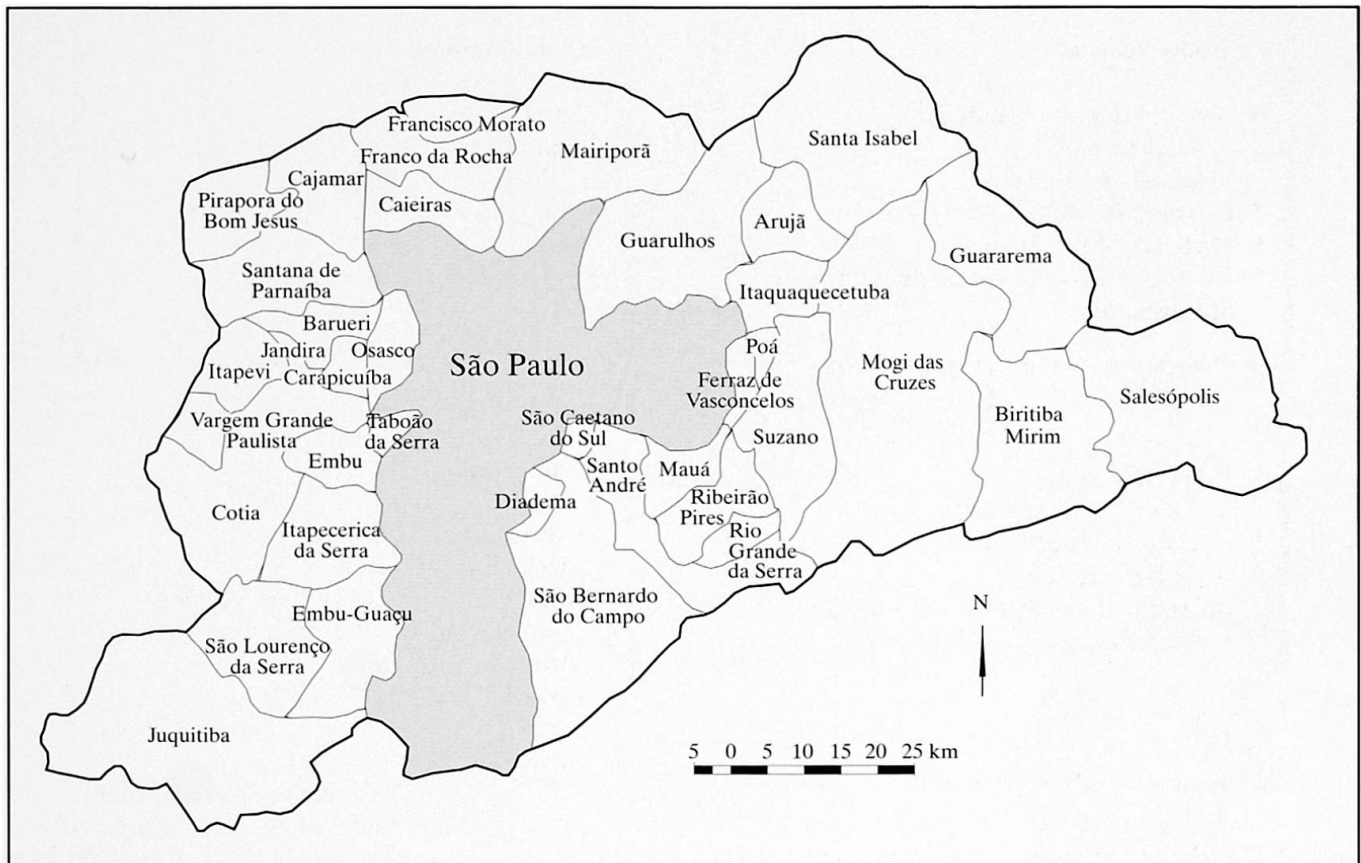 Francisco Morato
Franco da Rocha
Mairiporã
Santa Isabel
Cajamar
Pirapora do
Bom Jesus
Caieiras
Arujã
Guarulhos
Guararema
Santana de
Parnaíba
Itaquaquecetuba
Barueri
Jandira
Osasco
Itapevi
Carapicuíba
São Paulo
Poá
Ferraz de
Vasconcelos
Mogi das
Cruzes
Salesópolis
Biritiba
Mirim
Vargem Grande
Paulista
Taboão
da Serra
São Caetano
do Sul
Suzano
Embu
Santo
André
Mauá
Diadema
Ribeirão
Pires
Cotia
Itapecerica
da Serra
Rio
Grande
da Serra
São Bernardo
do Campo
Embu-Guaçu
São Lourenço
da Serra
Juquitiba
N
5 0 5 10 15 20 25 km